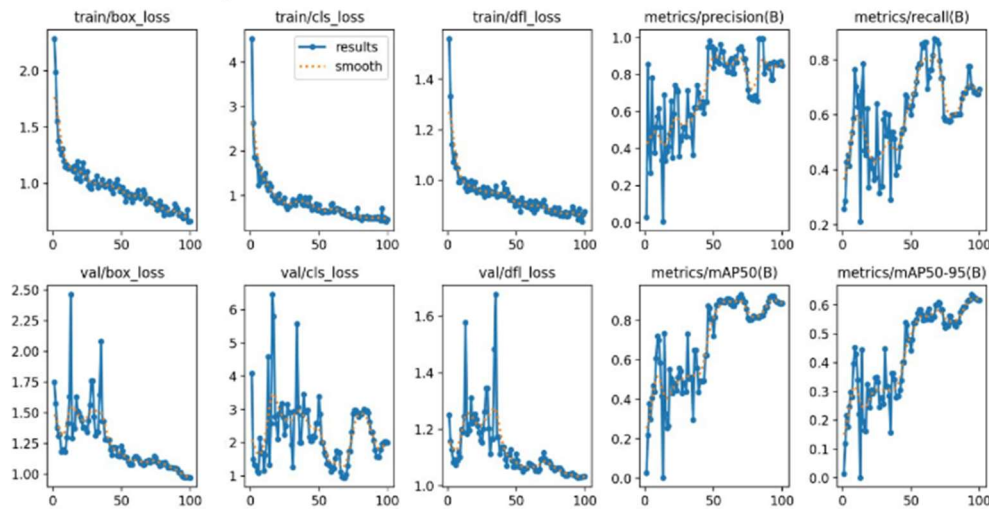 train/box_loss
train/cls_loss
train/dfl_loss
metrics/precision(B)
metrics/recall(B)
2.0
1.5
1.0
0 50 100
results
smooth
4
3
2
1
0 50 100
1.4
1.2
1.0
0 50 100
1.0
0.8
0.6
0.4
0.2
0.0
0 50 100
0.8
0.6
0.4
0.2
0 50 100
val/box_loss
val/cls_loss
val/dfl_loss
metrics/mAP50(B)
metrics/mAP50-95(B)
2.50
2.25
2.00
1.75
1.50
1.25
1.00
0 50 100
6
5
4
3
2
1
0 50 100
1.6
1.4
1.2
1.0
0 50 100
0.8
0.6
0.4
0.2
0.0
0 50 100
0.6
0.5
0.4
0.3
0.2
0.1
0.0
0 50 100